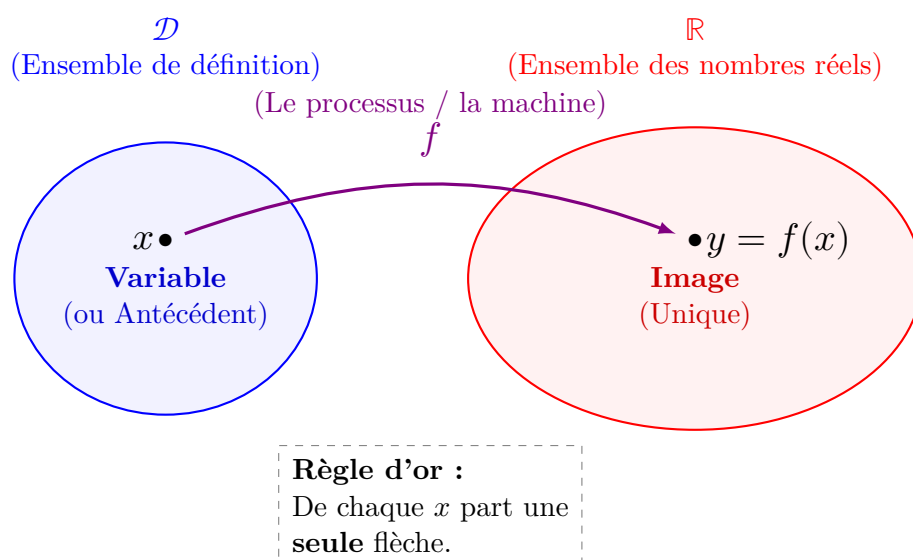 𝒟
(Ensemble de définition)
ℝ
(Ensemble des nombres réels)
(Le processus / la machine)
f
x
Variable
(ou Antécédent)
y = f(x)
Image
(Unique)
Règle d'or :
De chaque x part une
seule flèche.